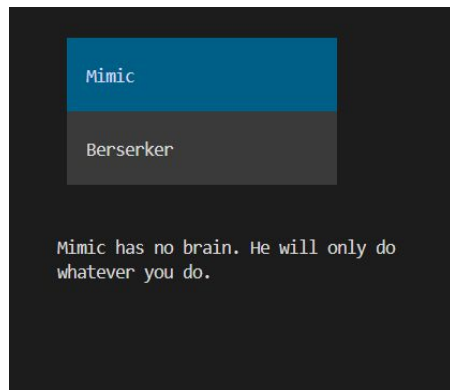 Mimic
Berserker
Mimic has no brain. He will only do
whatever you do.